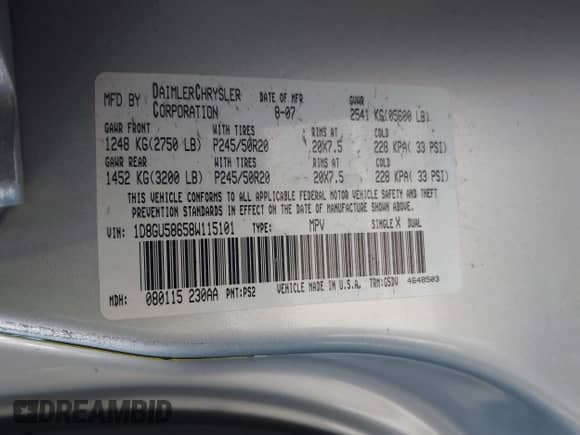 MFD BY DAIMLERCHRYSLER CORPORATION DATE OF MFR 8-07 GVWR 2541 KG(05600 LB)
GAWR FRONT WITH TIRES RIMS AT COLD
1248 KG(2750 LB) P245/50R20 20X7.5 228 KPA( 33 PSI)
GAWR REAR WITH TIRES RIMS AT COLD
1452 KG(3200 LB) P245/50R20 20X7.5 228 KPA( 33 PSI)
THIS VEHICLE CONFORMS TO ALL APPLICABLE FEDERAL MOTOR VEHICLE SAFETY AND THEFT
PREVENTION STANDARDS IN EFFECT ON THE DATE OF MANUFACTURE SHOWN ABOVE.
VIN: 1D8GU58658W115101 TYPE: MPV SINGLE X DUAL
MDH: 080115 230AA PNT:PS2 VEHICLE MADE IN U.S.A. TRM:G5DV 4648503
DREAMBID